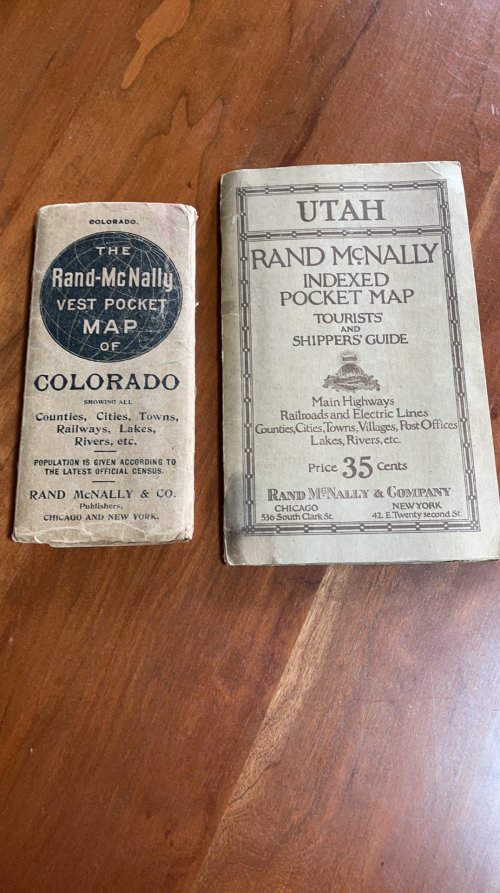 COLORADO.
THE
Rand-McNally
VEST POCKET
MAP
OF
COLORADO
SHOWING ALL
Counties, Cities, Towns,
Railways, Lakes,
Rivers, etc.
POPULATION IS GIVEN ACCORDING TO
THE LATEST OFFICIAL CENSUS.
RAND McNALLY & CO.
Publishers,
CHICAGO AND NEW YORK.
UTAH
RAND McNALLY
INDEXED
POCKET MAP
TOURISTS'
AND
SHIPPERS' GUIDE
Main Highways
Railroads and Electric Lines
Counties, Cities, Towns, Villages, Post Offices
Lakes, Rivers, etc.
Price 35 Cents
RAND McNALLY & COMPANY
CHICAGO NEW YORK
536 South Clark St. 42 E. Twenty second St.